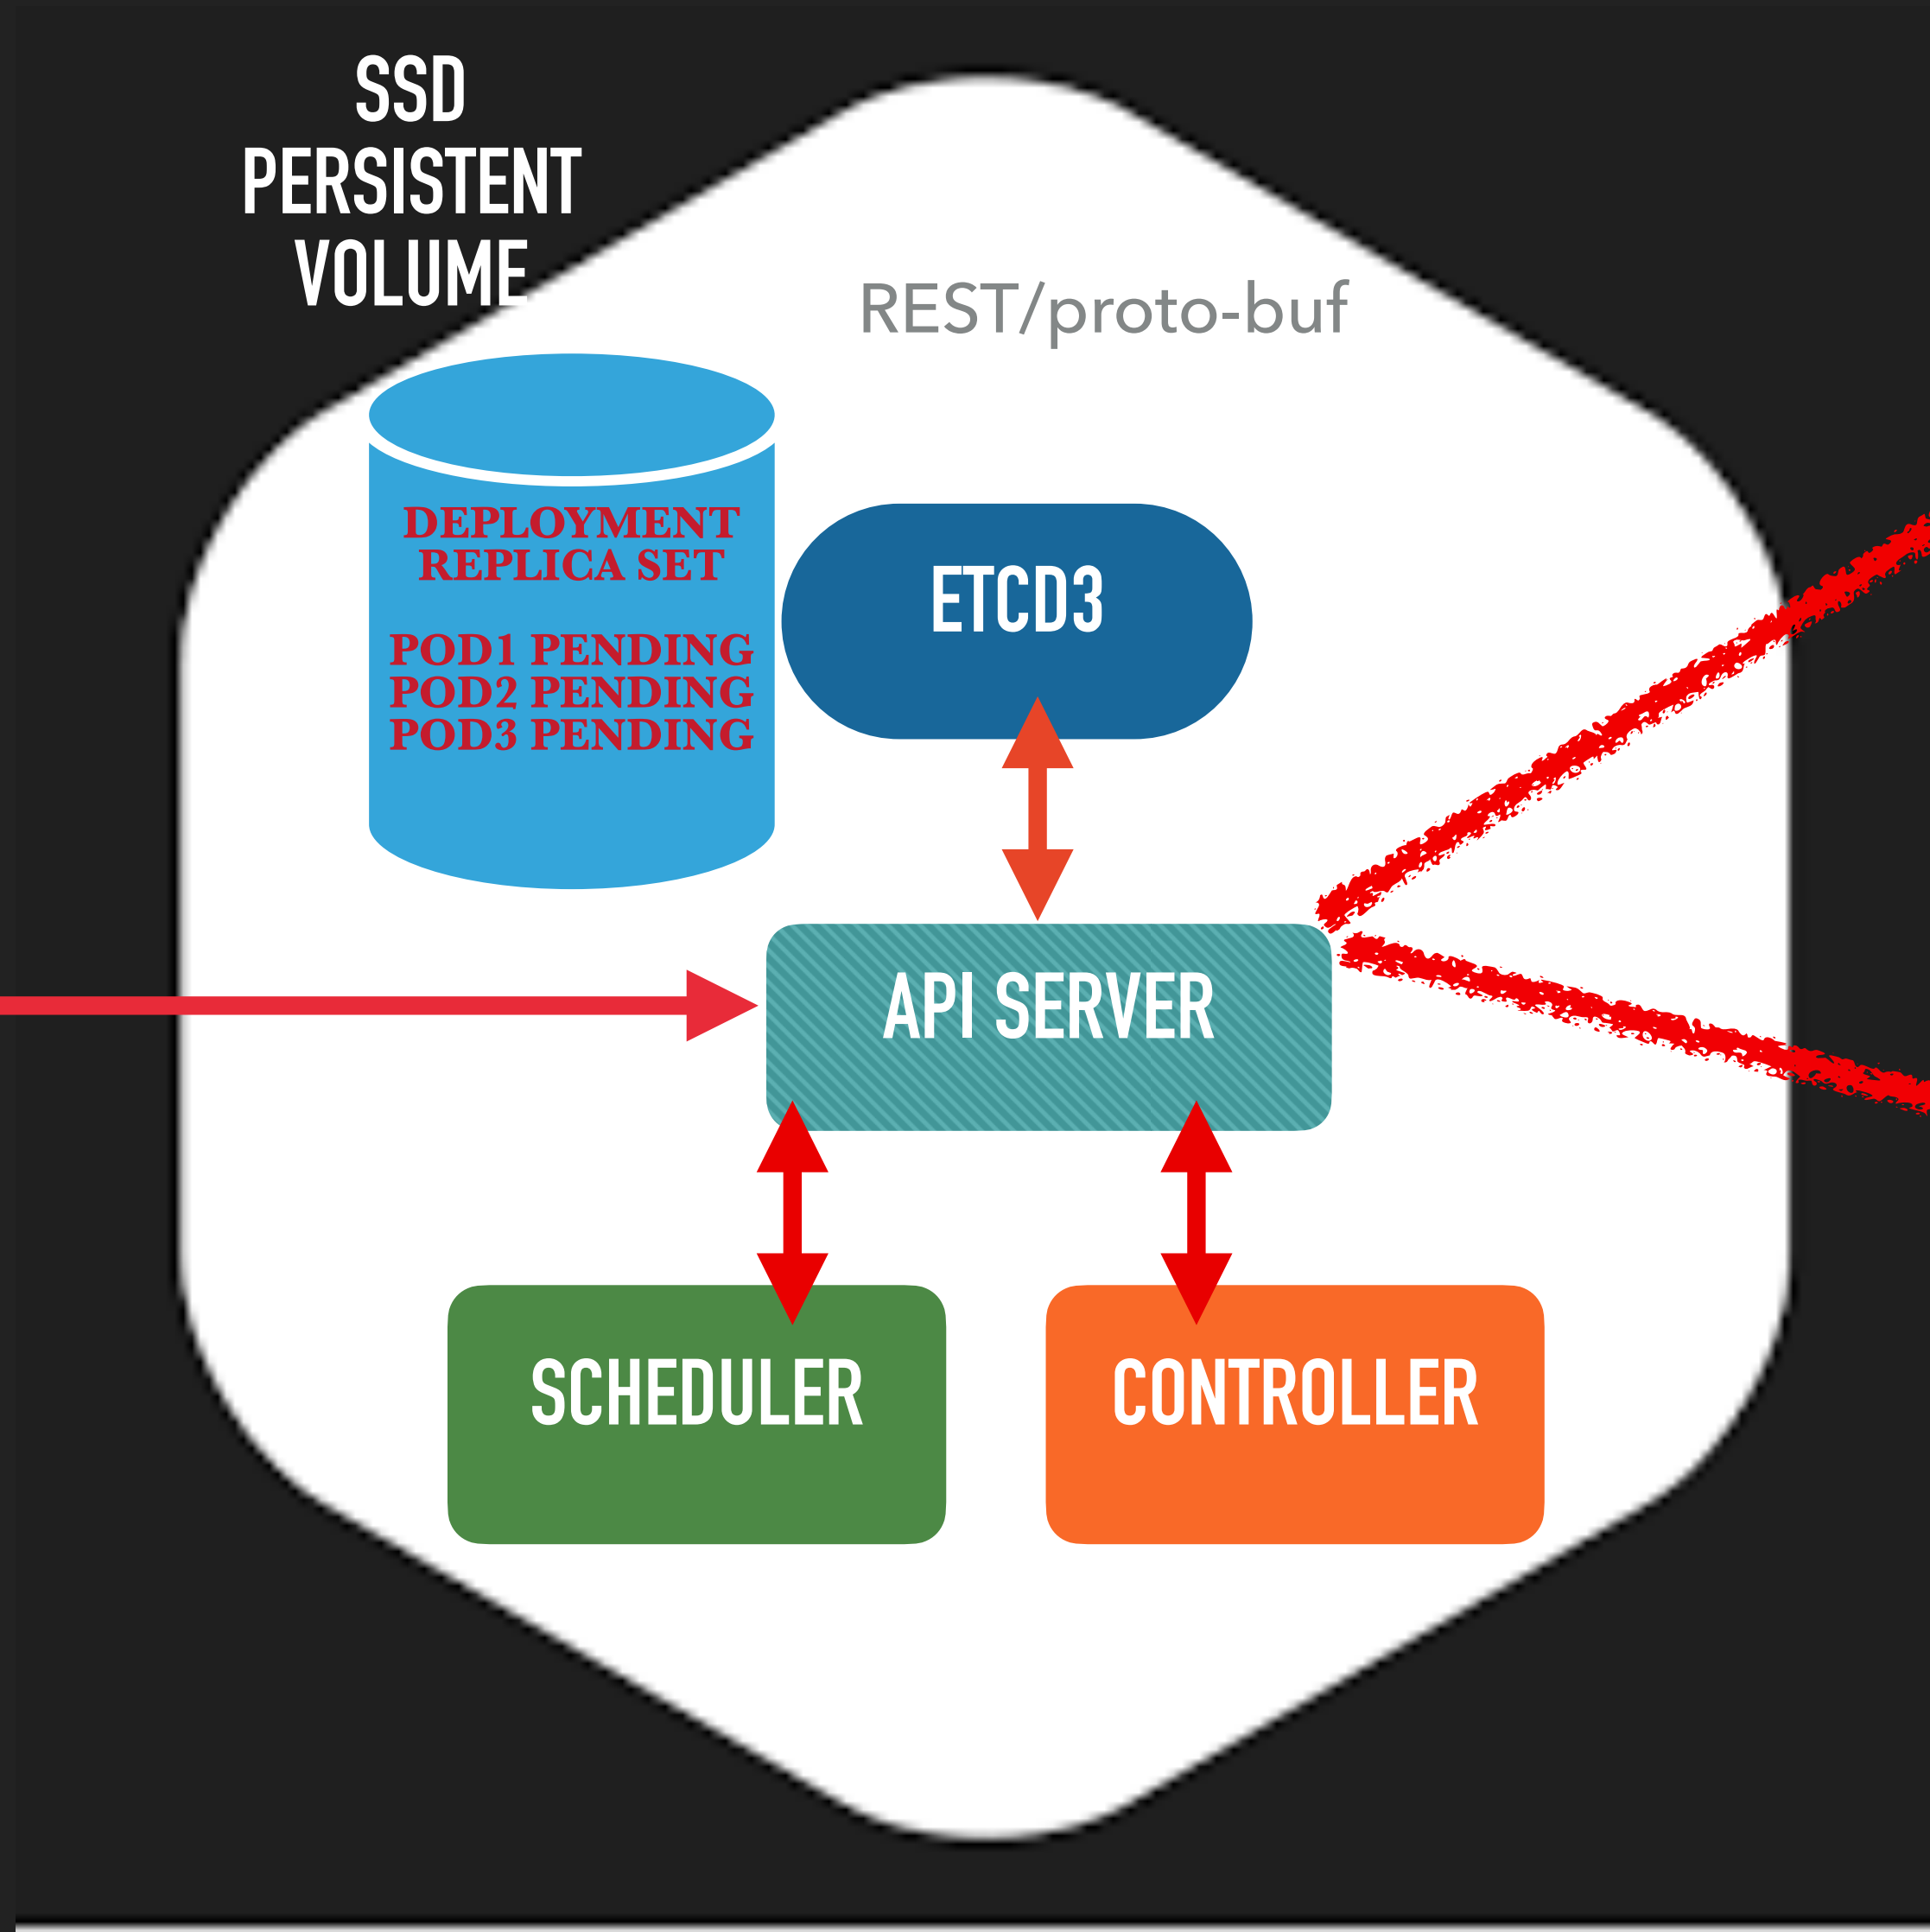 SSD
PERSISTENT
VOLUME
REST/proto-buf
DEPLOYMENT
REPLICA SET
POD1 PENDING
POD2 PENDING
POD3 PENDING
ETCD3
API SERVER
SCHEDULER
CONTROLLER